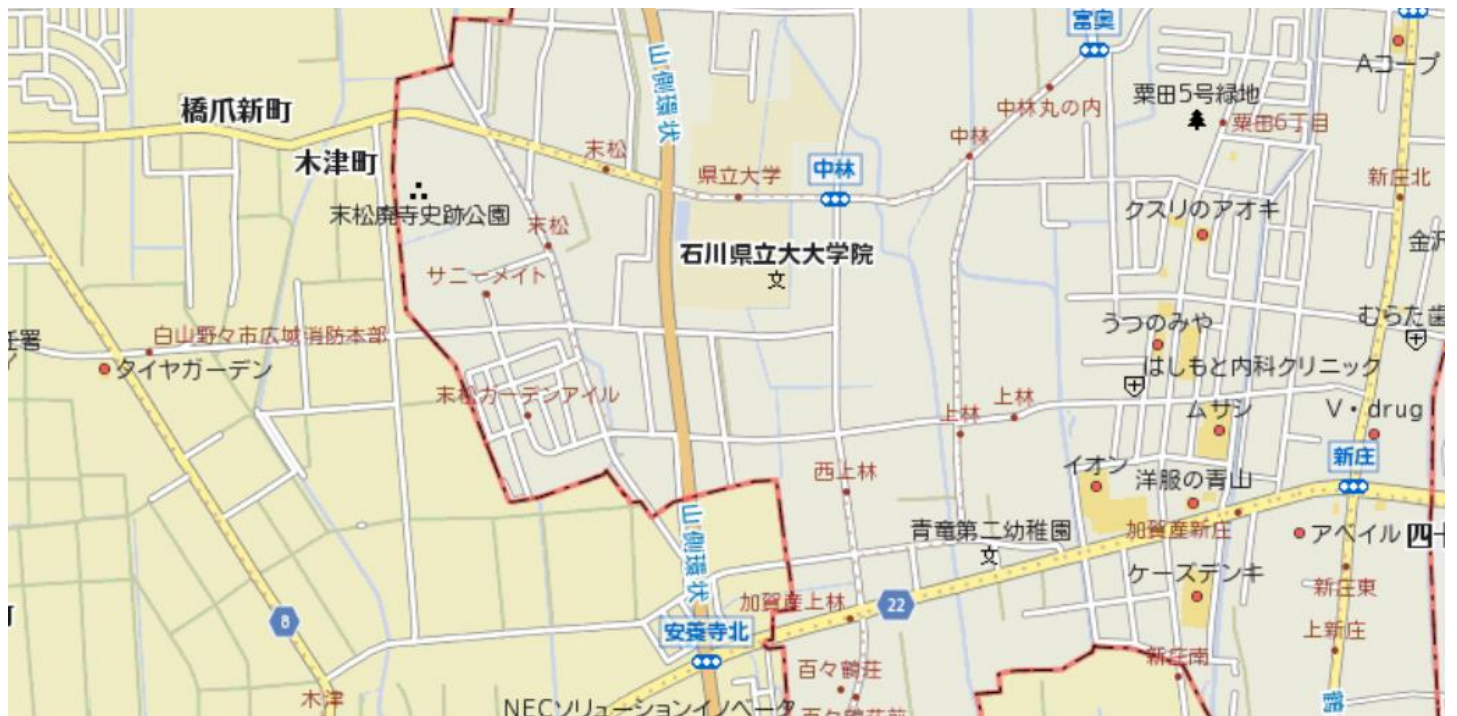 富奥
Aコープ
山側環状
粟田5号緑地
中林丸の内
橋爪新町
粟田6丁目
末松
中林
木津町
県立大学
中林
新庄北
末松廃寺史跡公園
クスリのアオキ
末松
石川県立大大学院
サニーメイト
白山野々市広域消防本部
うつのみや
タイヤガーデン
はしもと内科クリニック
末松ガーデンアイル
上林
上林
ムサシ
V・drug
新庄
西上林
イオン
洋服の青山
山側環状
青竜第二幼稚園
加賀産新庄
アベイル
ケーズデンキ
新庄東
加賀産上林
22
8
安養寺北
上新庄
百々鶴荘
新庄南
木津
NECソリューションイノベータ